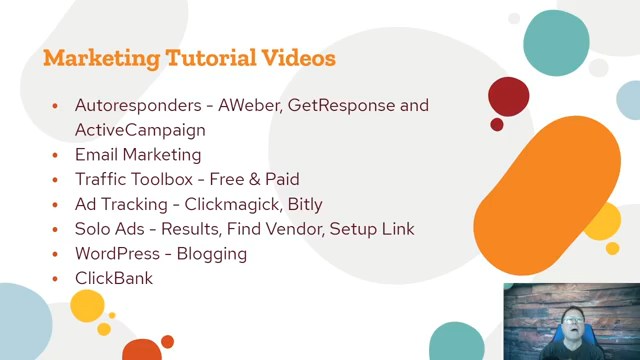 Marketing Tutorial Videos
• Autoresponders - AWeber, GetResponse and
ActiveCampaign
• Email Marketing
• Traffic Toolbox - Free & Paid
• Ad Tracking - Clickmagick, Bitly
• Solo Ads - Results, Find Vendor, Setup Link
• WordPress - Blogging
• ClickBank